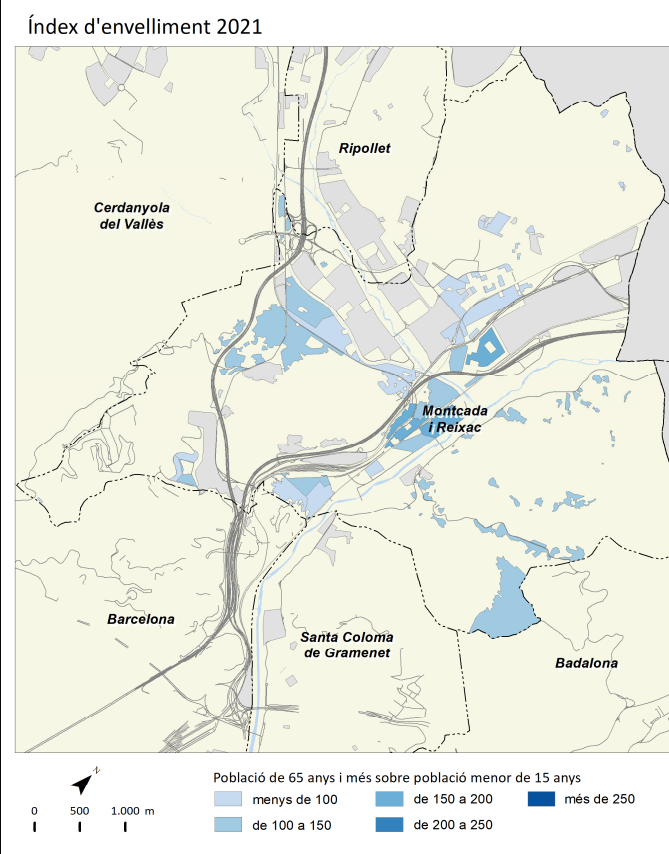 Índex d'envelliment 2021
Ripollet
Cerdanyola
del Vallès
Montcada
i Reixac
Barcelona
Santa Coloma
de Gramenet
Badalona
N
0 500 1.000 m
Població de 65 anys i més sobre població menor de 15 anys
menys de 100
de 150 a 200
més de 250
de 100 a 150
de 200 a 250